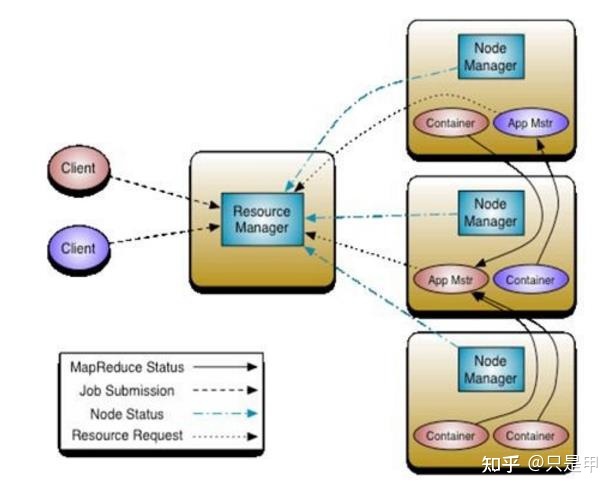 Node
Manager
Container
App Mstr
Client
Resource
Manager
Client
Node
Manager
App Mstr
Container
Node
Manager
Container
Container
MapReduce Status
Job Submission
Node Status
Resource Request
知乎 @只是甲